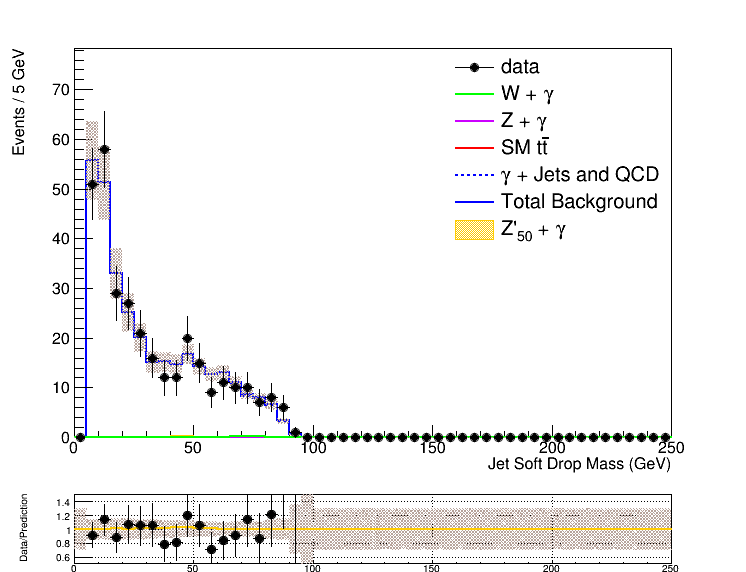 Events / 5 GeV
70
60
50
40
30
20
10
0
0 50 100 150 200 250
Jet Soft Drop Mass (GeV)
data
W + γ
Z + γ
SM tt̄
γ + Jets and QCD
Total Background
Z'₅₀ + γ
Data/Prediction
1.4
1.2
1
0.8
0.6
0 50 100 150 200 250